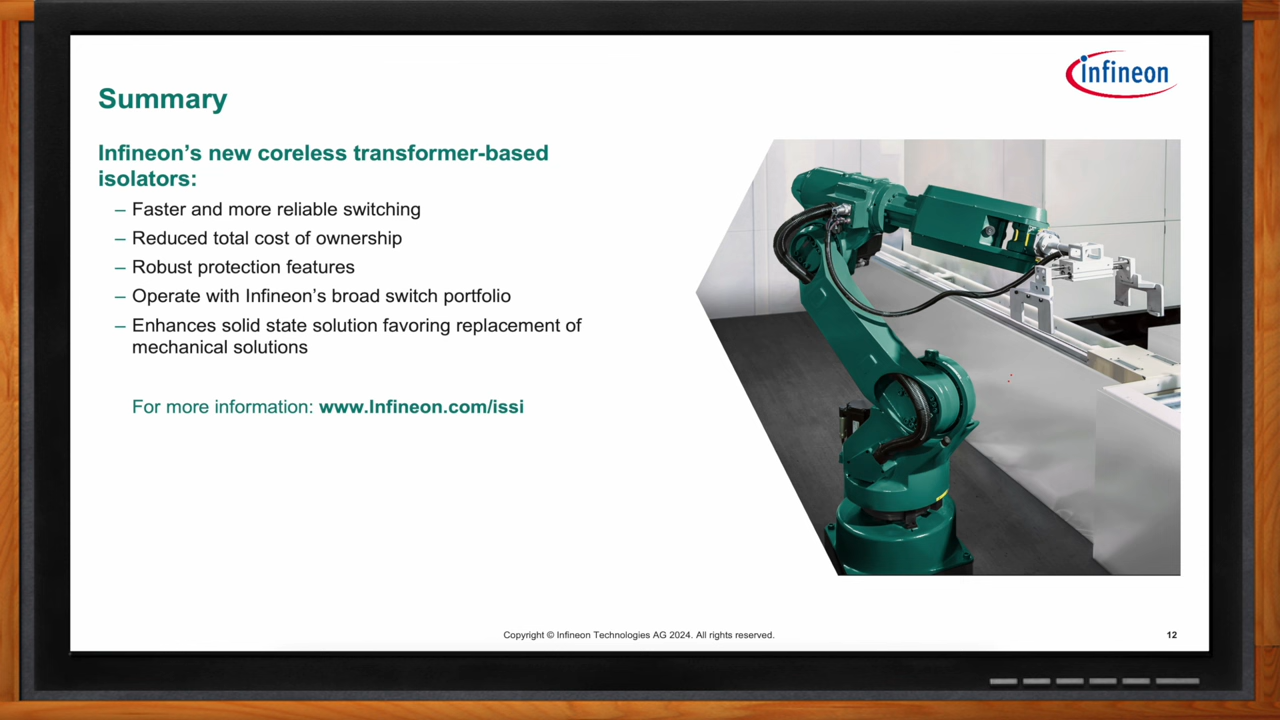 infineon
Summary
Infineon’s new coreless transformer-based
isolators:
– Faster and more reliable switching
– Reduced total cost of ownership
– Robust protection features
– Operate with Infineon’s broad switch portfolio
– Enhances solid state solution favoring replacement of
mechanical solutions
For more information: www.Infineon.com/issi
Copyright © Infineon Technologies AG 2024. All rights reserved.
12